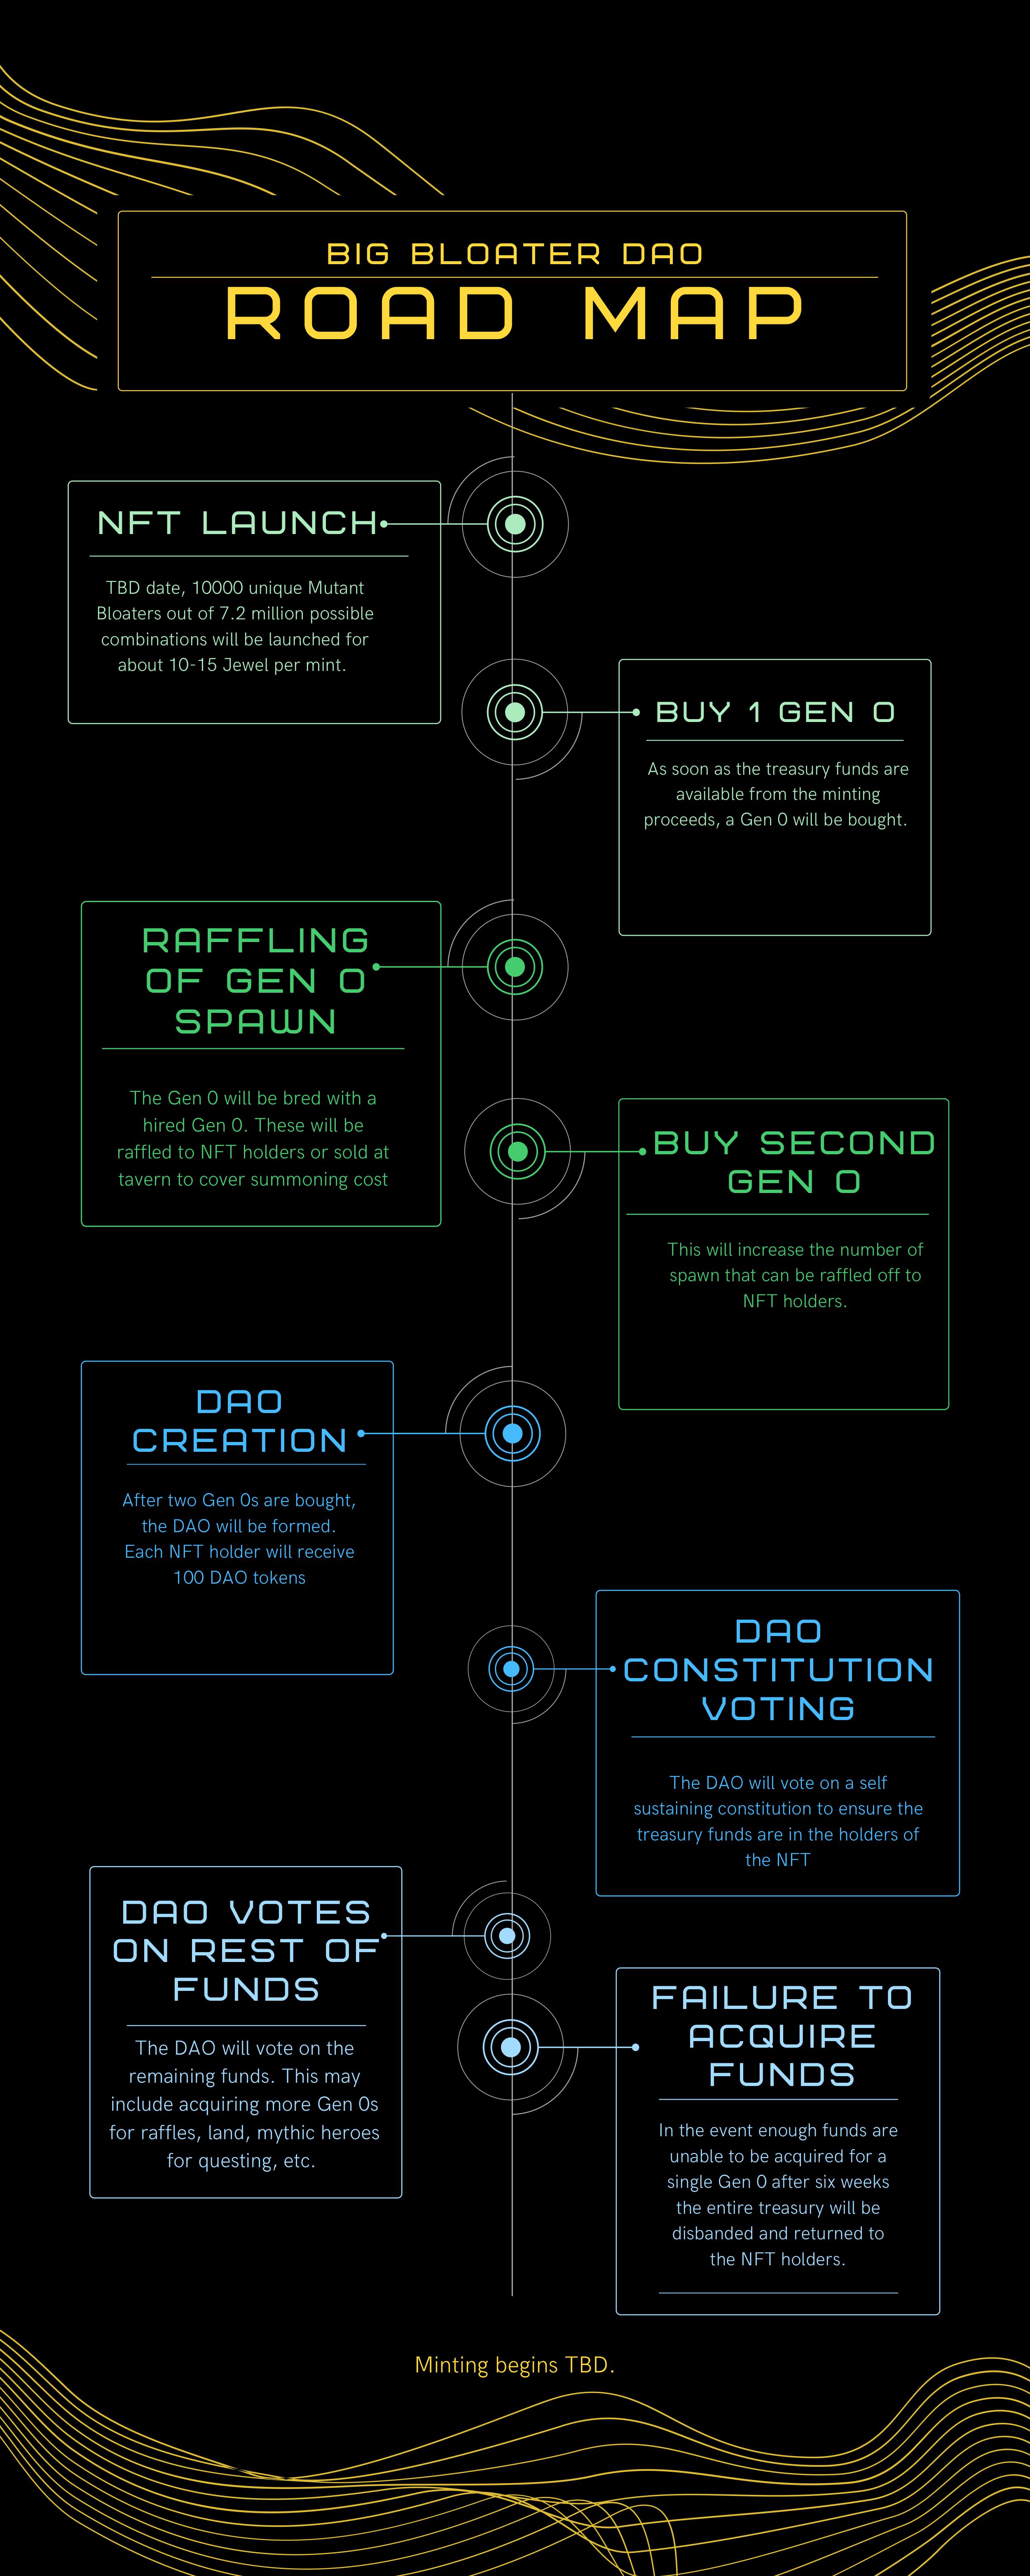 BIG BLOATER DAO
ROAD MAP
NFT LAUNCH
TBD date, 10000 unique Mutant
Bloaters out of 7.2 million possible
combinations will be launched for
about 10-15 Jewel per mint.
BUY 1 GEN 0
As soon as the treasury funds are
available from the minting
proceeds, a Gen 0 will be bought.
RAFFLING
OF GEN 0
SPAWN
The Gen 0 will be bred with a
hired Gen 0. These will be
raffled to NFT holders or sold at
tavern to cover summoning cost
BUY SECOND
GEN 0
This will increase the number of
spawn that can be raffled off to
NFT holders.
DAO
CREATION
After two Gen 0s are bought,
the DAO will be formed.
Each NFT holder will receive
100 DAO tokens
DAO
CONSTITUTION
VOTING
The DAO will vote on a self
sustaining constitution to ensure the
treasury funds are in the holders of
the NFT
DAO VOTES
ON REST OF
FUNDS
The DAO will vote on the
remaining funds. This may
include acquiring more Gen 0s
for raffles, land, mythic heroes
for questing, etc.
FAILURE TO
ACQUIRE
FUNDS
In the event enough funds are
unable to be acquired for a
single Gen 0 after six weeks
the entire treasury will be
disbanded and returned to
the NFT holders.
Minting begins TBD.